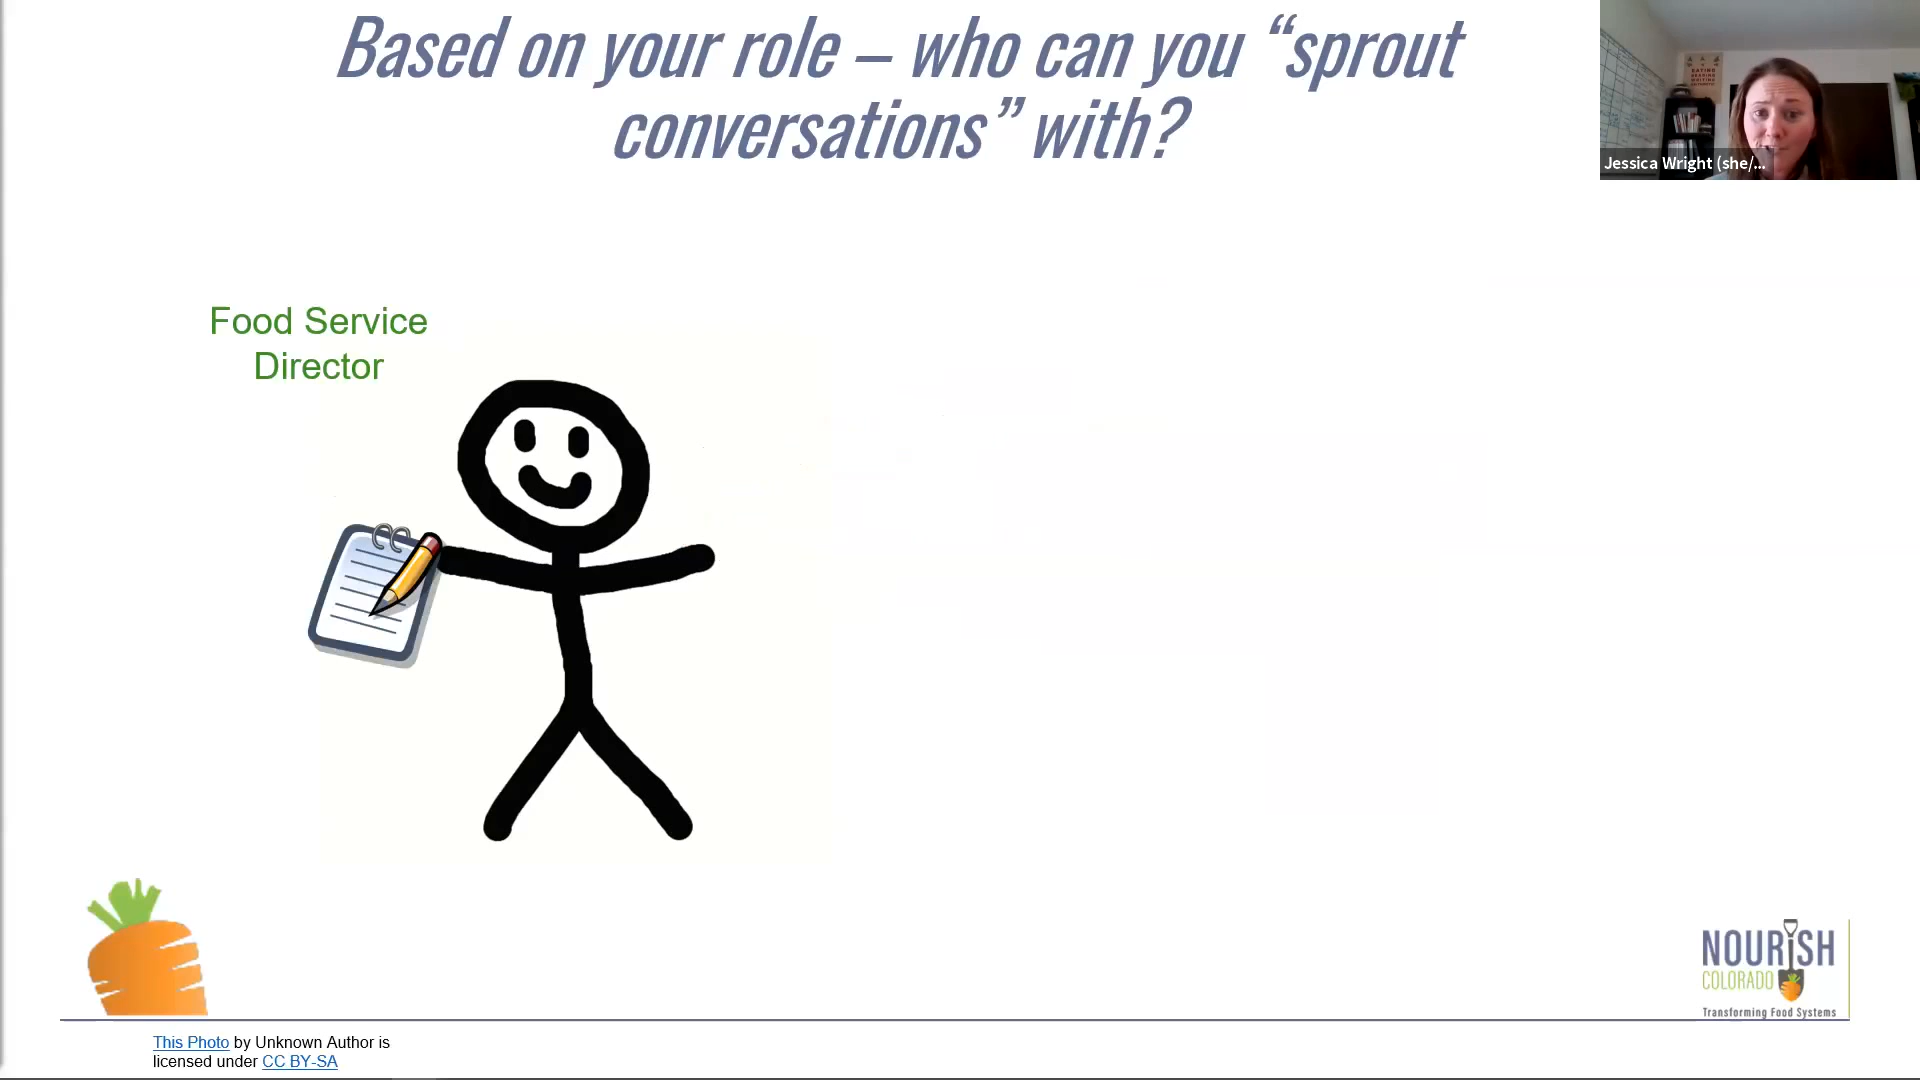 Based on your role – who can you “sprout
conversations” with?
Jessica Wright (she/...
Food Service
Director
NOURISH
COLORADO
Transforming Food Systems
This Photo by Unknown Author is
licensed under CC BY-SA